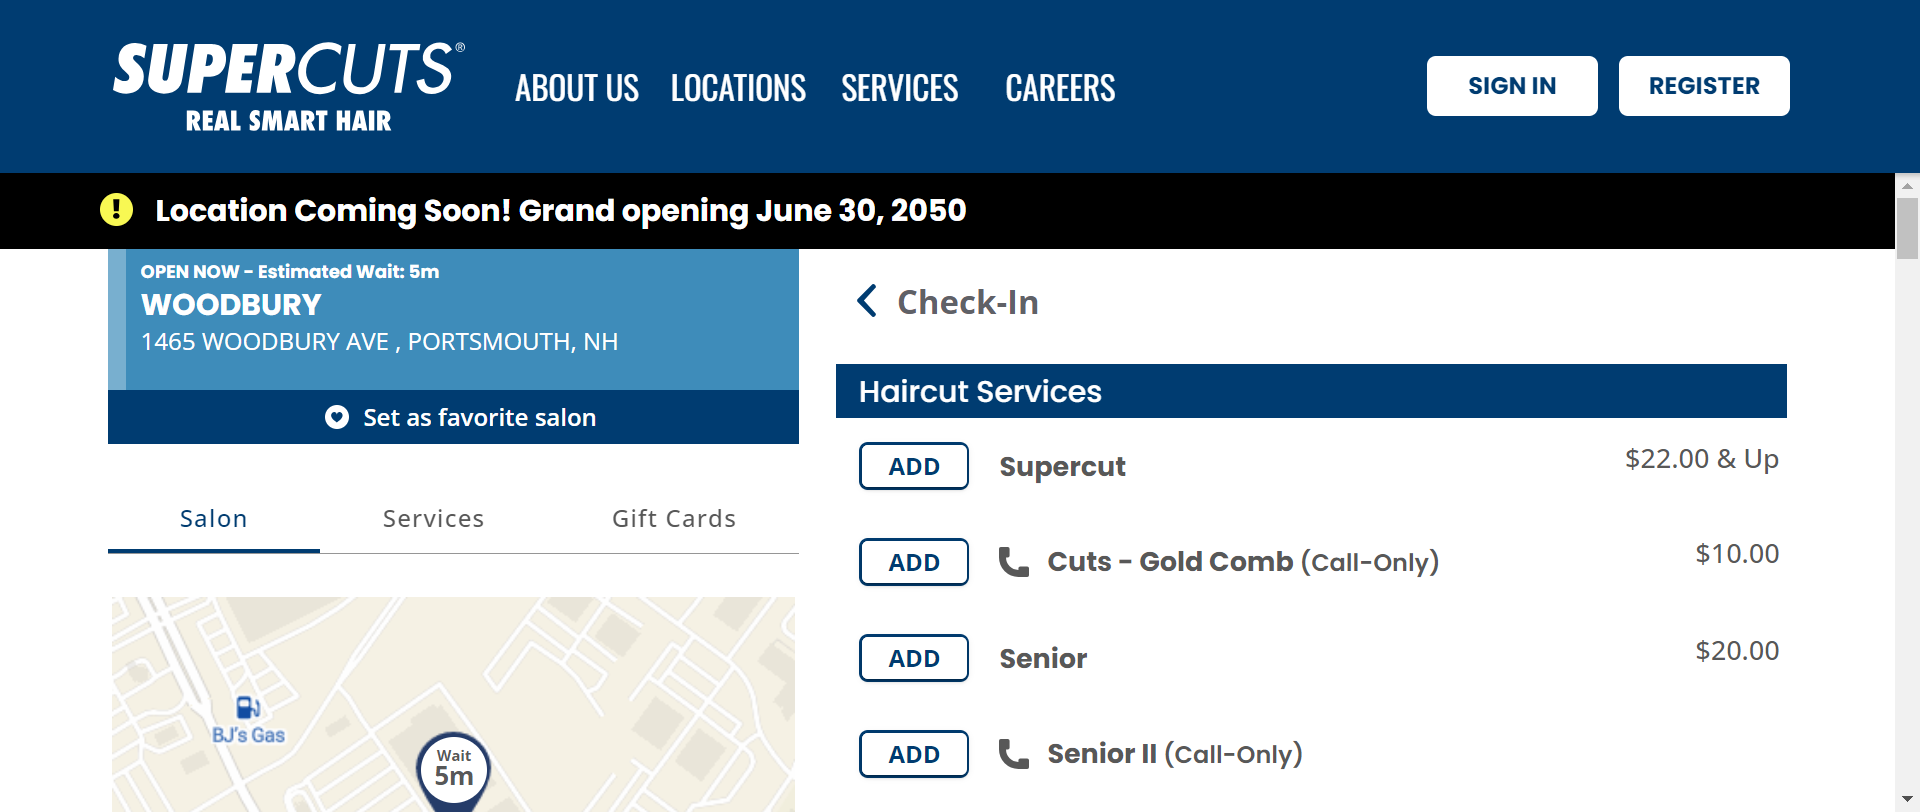 SUPERCUTS®
REAL SMART HAIR
ABOUT US LOCATIONS SERVICES CAREERS
SIGN IN REGISTER
Location Coming Soon! Grand opening June 30, 2050
OPEN NOW - Estimated Wait: 5m
WOODBURY
1465 WOODBURY AVE , PORTSMOUTH, NH
Set as favorite salon
Salon Services Gift Cards
BJ's Gas
Wait
5m
Check-In
Haircut Services
ADD Supercut $22.00 & Up
ADD Cuts - Gold Comb (Call-Only) $10.00
ADD Senior $20.00
ADD Senior II (Call-Only)